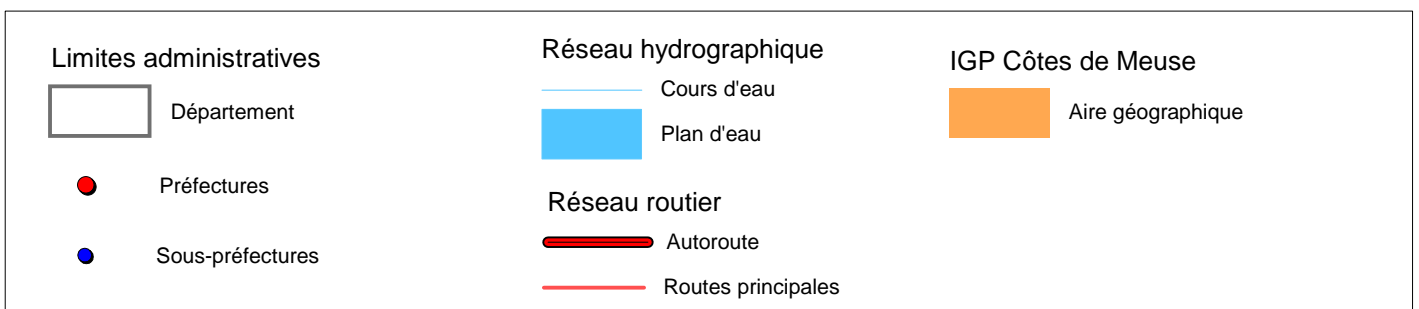 Limites administratives
Département
Préfectures
Sous-préfectures
Réseau hydrographique
Cours d'eau
Plan d'eau
Réseau routier
Autoroute
Routes principales
IGP Côtes de Meuse
Aire géographique